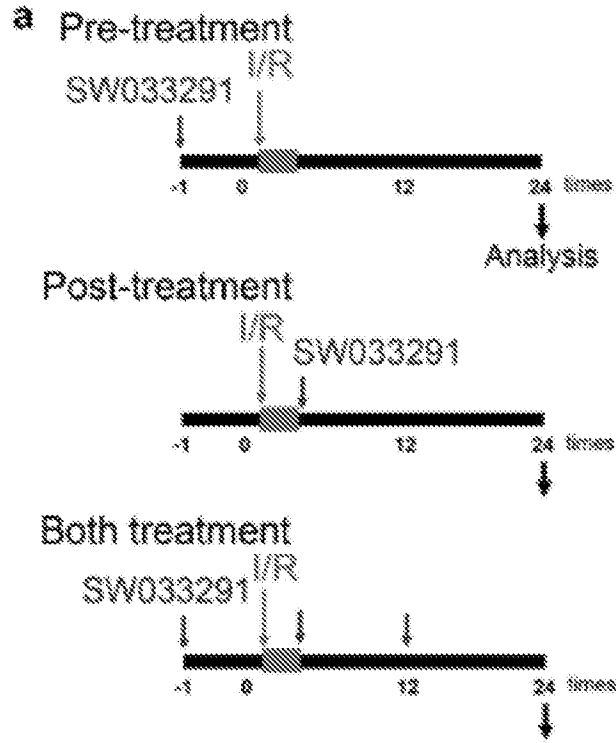 a Pre-treatment
I/R
SW033291
-1 0 12 24 times
Analysis
Post-treatment
I/R
SW033291
-1 0 12 24 times
Both treatment
I/R
SW033291
-1 0 12 24 times